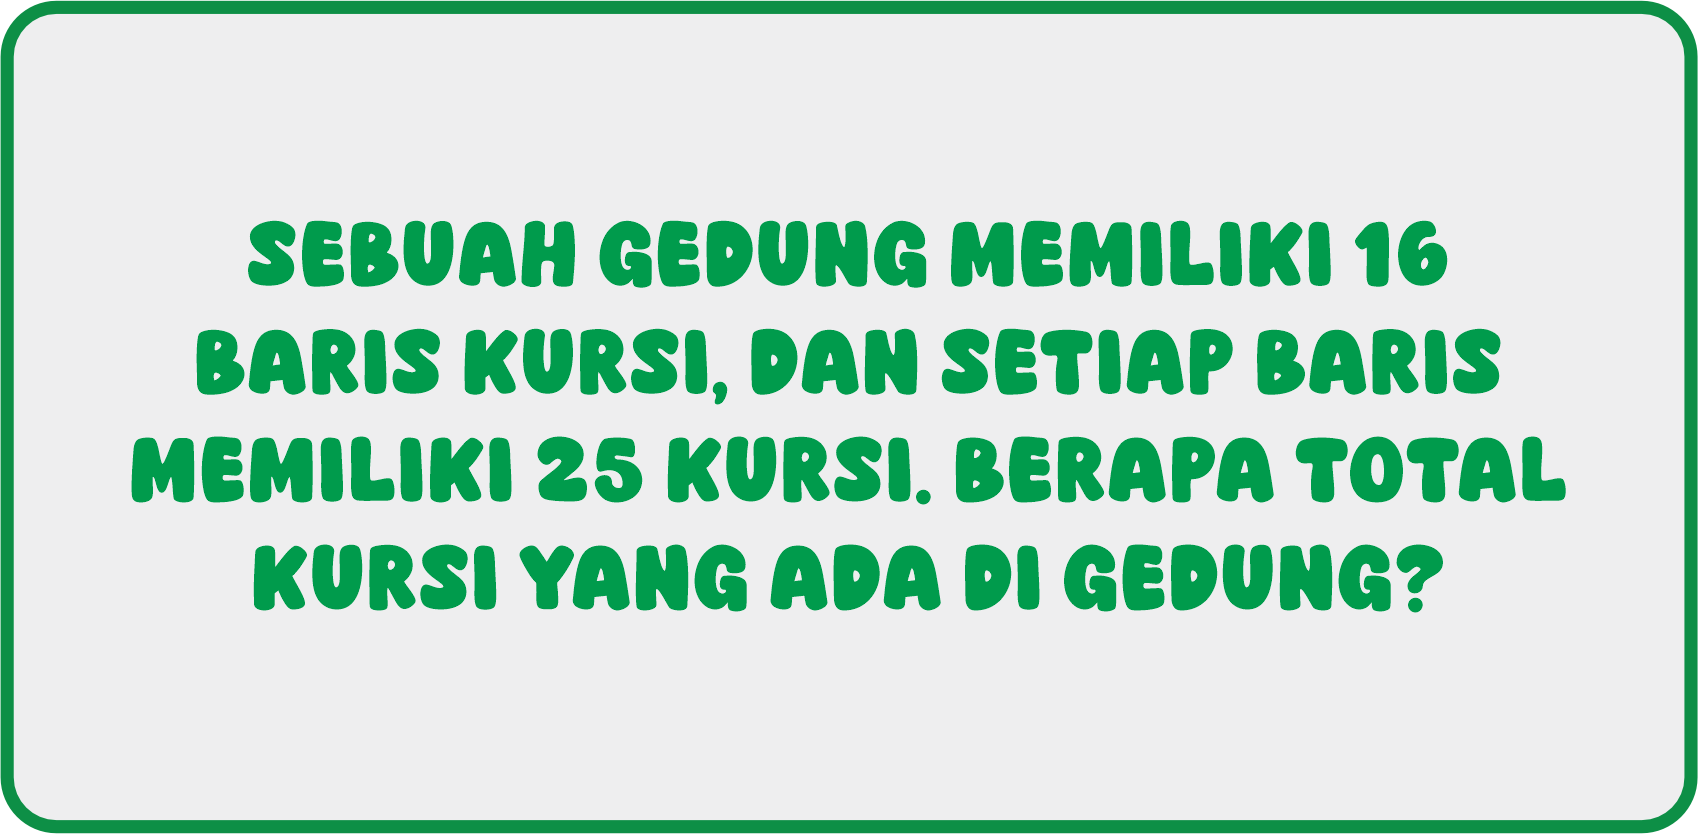 SEBUAH GEDUNG MEMILIKI 16
BARIS KURSI, DAN SETIAP BARIS
MEMILIKI 25 KURSI. BERAPA TOTAL
KURSI YANG ADA DI GEDUNG?